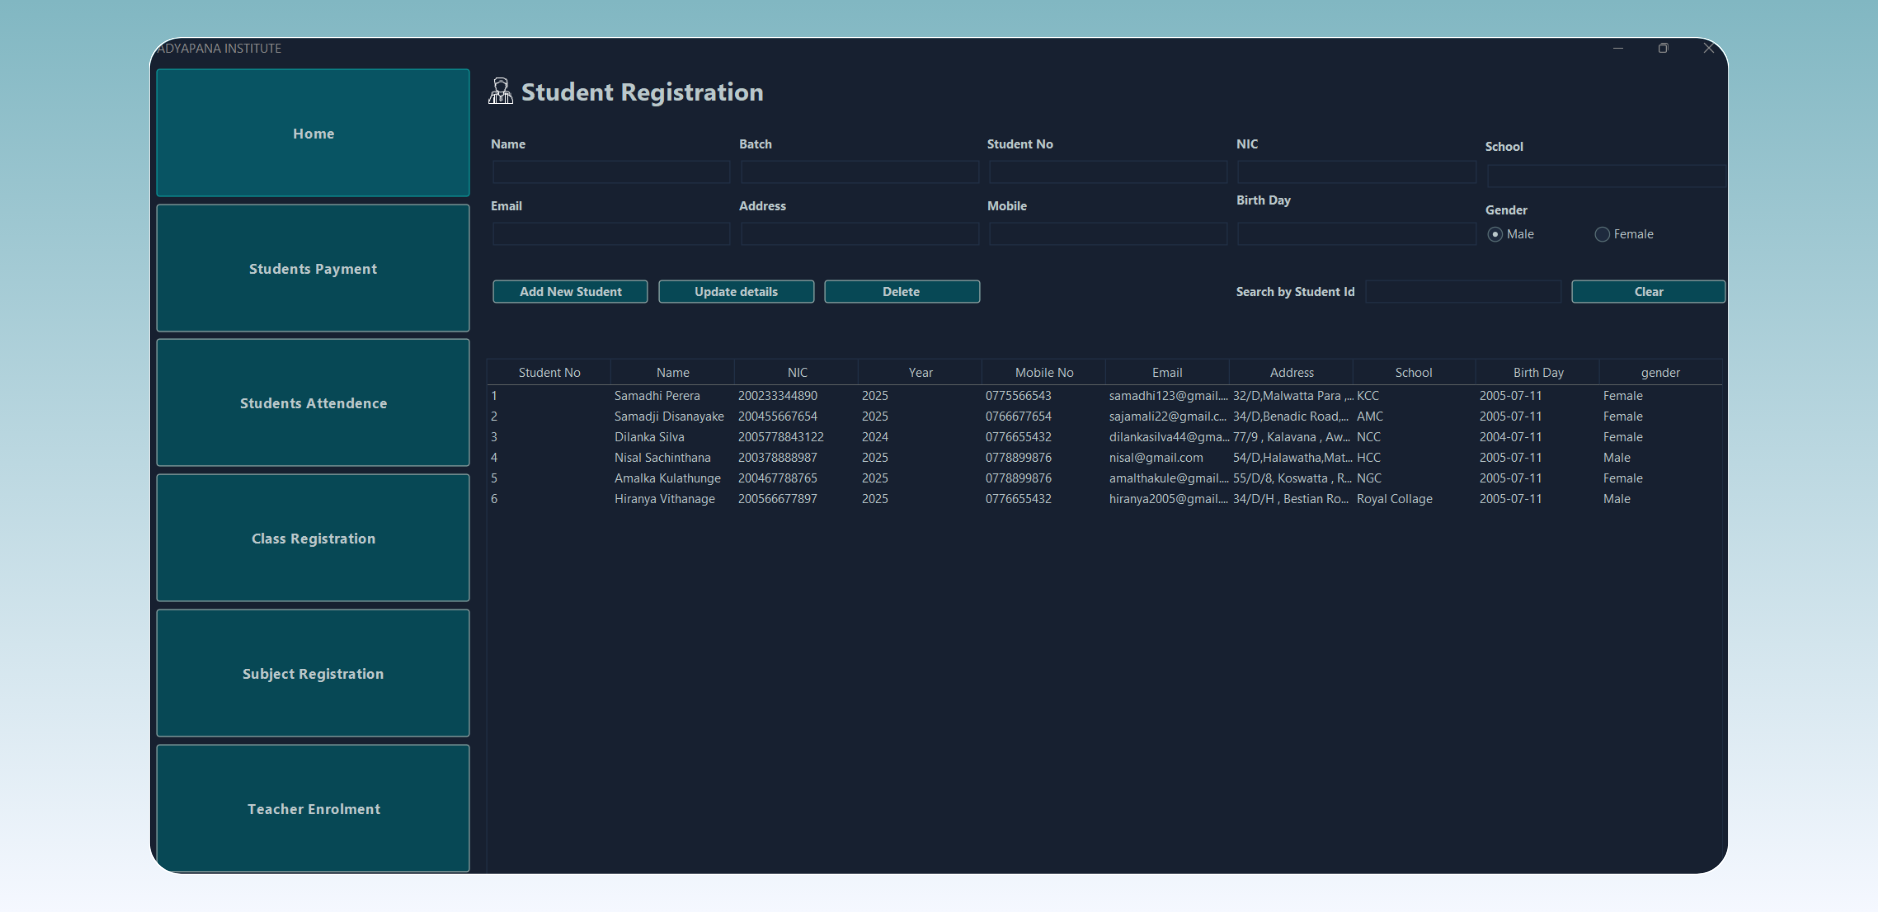 ADYAPANA INSTITUTE
Home
Students Payment
Students Attendence
Class Registration
Subject Registration
Teacher Enrolment
Student Registration
Name Batch Student No NIC School
Email Address Mobile Birth Day Gender
Male Female
Add New Student Update details Delete Search by Student Id Clear
Student No Name NIC Year Mobile No Email Address School Birth Day gender
1 Samadhi Perera 200233344890 2025 0775566543 samadhi123@gmail.... 32/D,Malwatta Para ,... KCC 2005-07-11 Female
2 Samadji Disanayake 200455667654 2025 0766677654 sajamali22@gmail.c... 34/D,Benadic Road,... AMC 2005-07-11 Female
3 Dilanka Silva 2005778843122 2024 0776655432 dilankasilva44@gma... 77/9 , Kalavana , Aw... NCC 2004-07-11 Female
4 Nisal Sachinthana 200378888987 2025 0778899876 nisal@gmail.com 54/D,Halawatha,Mat... HCC 2005-07-11 Male
5 Amalka Kulathunge 200467788765 2025 0778899876 amalthakule@gmail.... 55/D/8, Koswatta , R... NGC 2005-07-11 Female
6 Hiranya Vithanage 200566677897 2025 0776655432 hiranya2005@gmail.... 34/D/H , Bestian Ro... Royal Collage 2005-07-11 Male